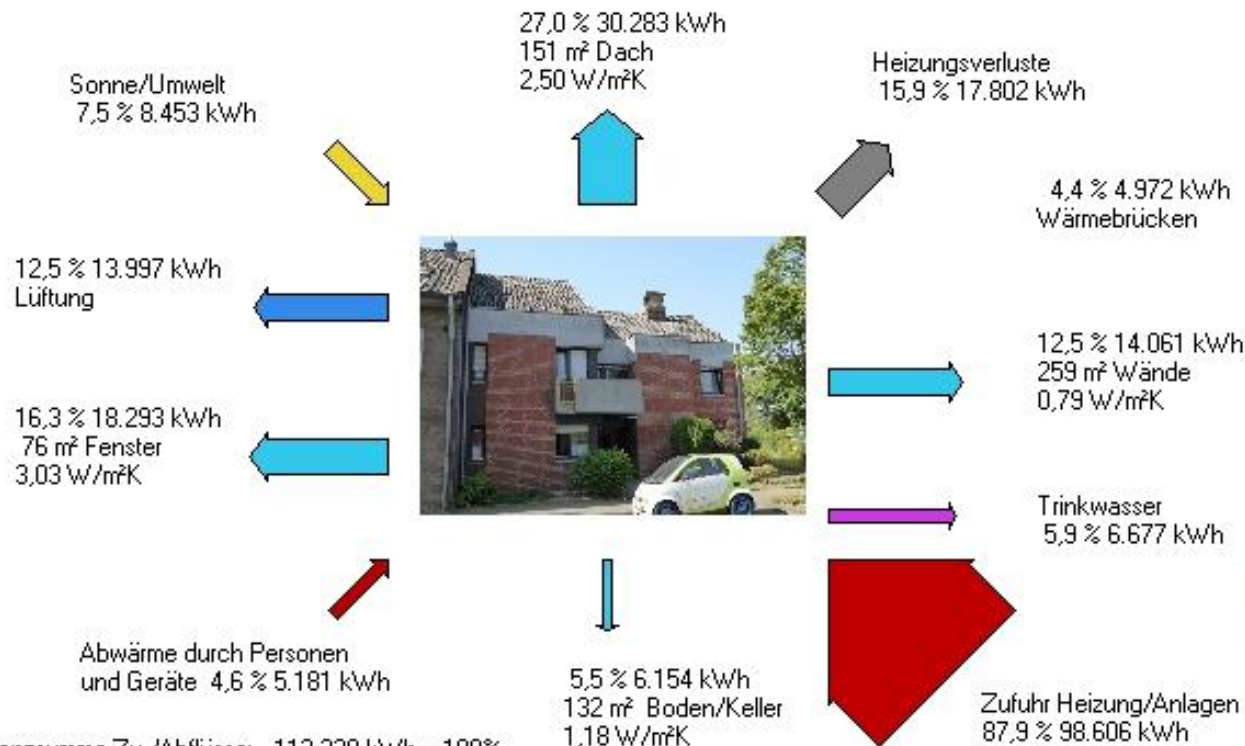 27,0 % 30.283 kWh
151 m² Dach
2,50 W/m²K
Heizungsverluste
15,9 % 17.802 kWh
Sonne/Umwelt
7,5 % 8.453 kWh
4,4 % 4.972 kWh
Wärmebrücken
12,5 % 13.997 kWh
Lüftung
12,5 % 14.061 kWh
259 m² Wände
0,79 W/m²K
16,3 % 18.293 kWh
76 m² Fenster
3,03 W/m²K
Trinkwasser
5,9 % 6.677 kWh
Abwärme durch Personen
und Geräte 4,6 % 5.181 kWh
5,5 % 6.154 kWh
132 m² Boden/Keller
1,18 W/m²K
Zufuhr Heizung/Anlagen
87,9 % 98.606 kWh